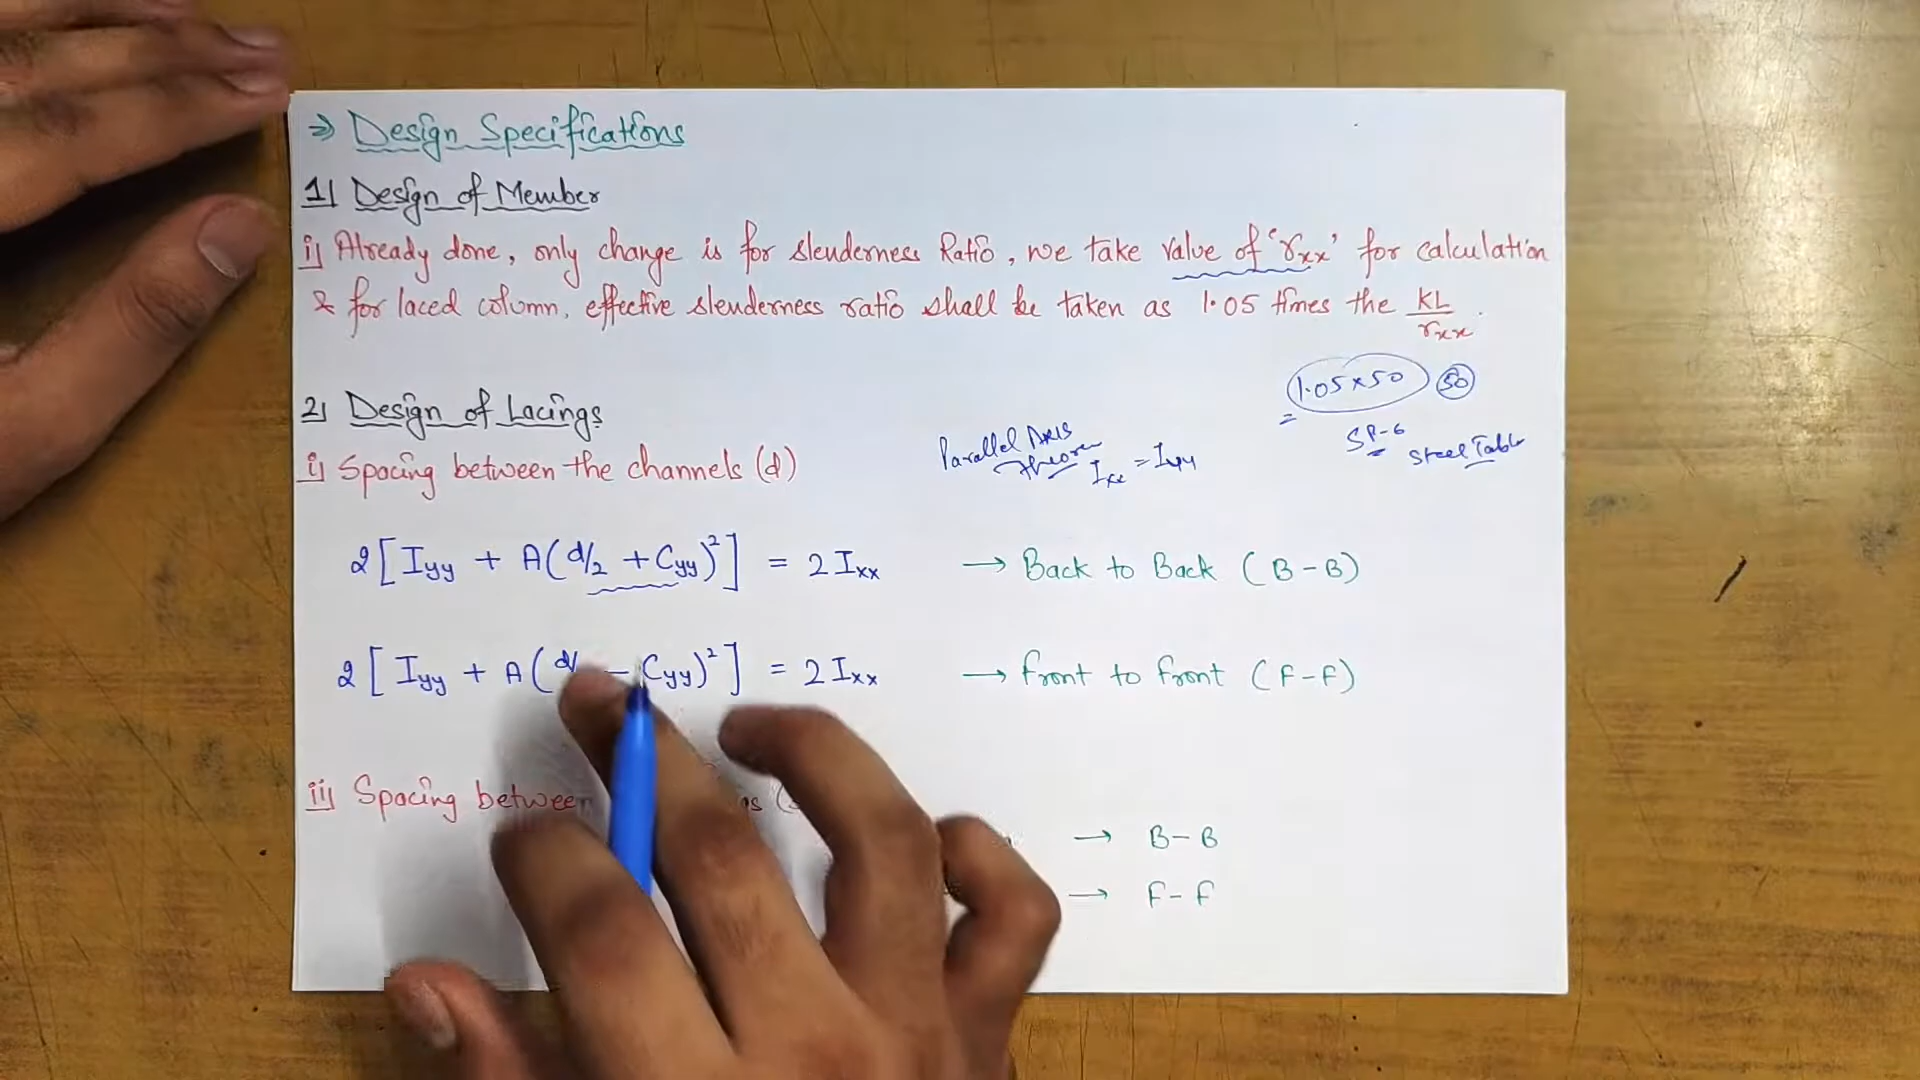 ⇒ Design Specifications
1) Design of Member
i) Already done, only change is for slenderness Ratio, we take value of 'rxx' for calculation
& for laced column, effective slenderness ratio shall be taken as 1.05 times the KL/rxx.
1.05×50 50
=
SP-6
Steel Table
2) Design of Lacings
Parallel Axis
Theorem
Ixx = Iyy
i) Spacing between the channels (d)
2[Iyy + A(d/2 + Cyy)²] = 2Ixx → Back to Back (B-B)
2[Iyy + A(d/ - Cyy)²] = 2Ixx → Front to Front (F-F)
ii) Spacing between
→ B-B
→ F-F